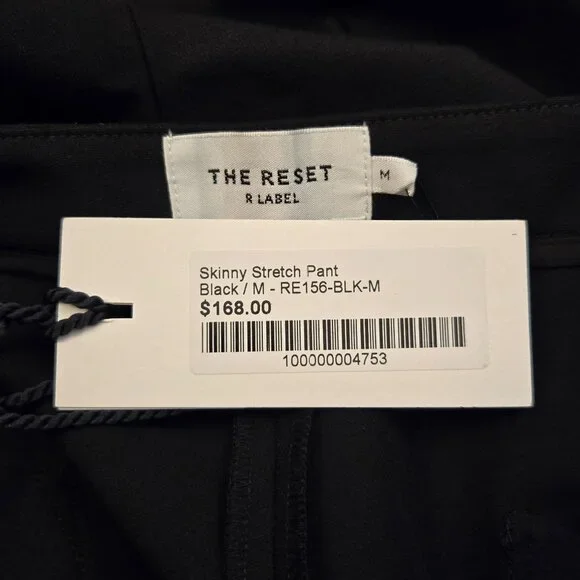 THE RESET
R LABEL
M
Skinny Stretch Pant
Black / M - RE156-BLK-M
$168.00
100000004753